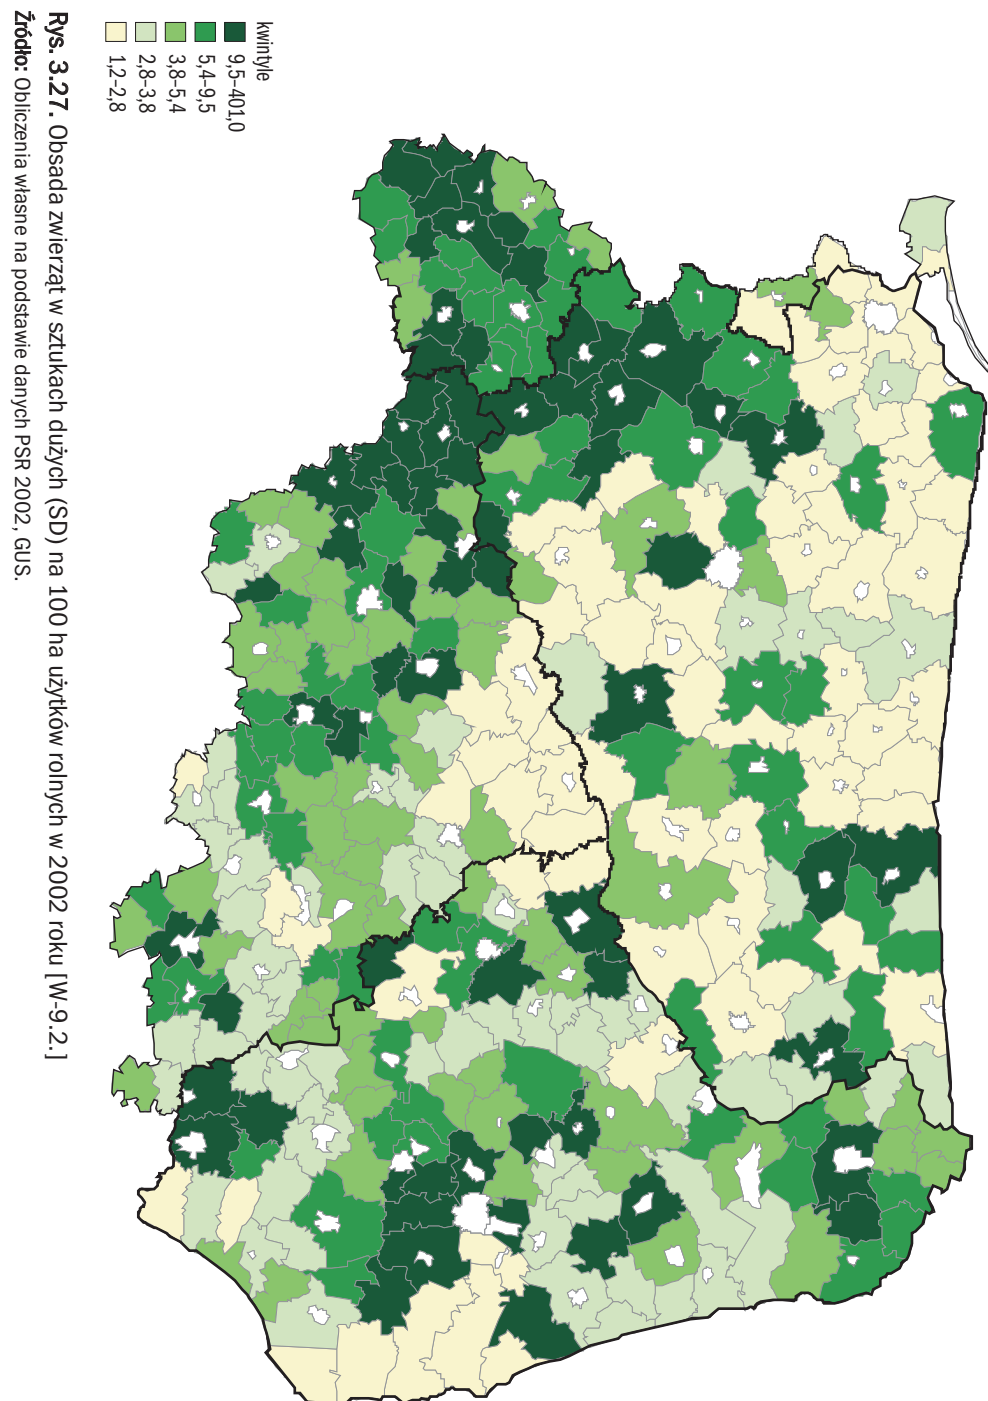 kwintyle
9,5–401,0
5,4–9,5
3,8–5,4
2,8–3,8
1,2–2,8
Rys. 3.27. Obsada zwierząt w sztukach dużych (SD) na 100 ha użytków rolnych w 2002 roku [W-9.2.]
Źródło: Obliczenia własne na podstawie danych PSR 2002, GUS.